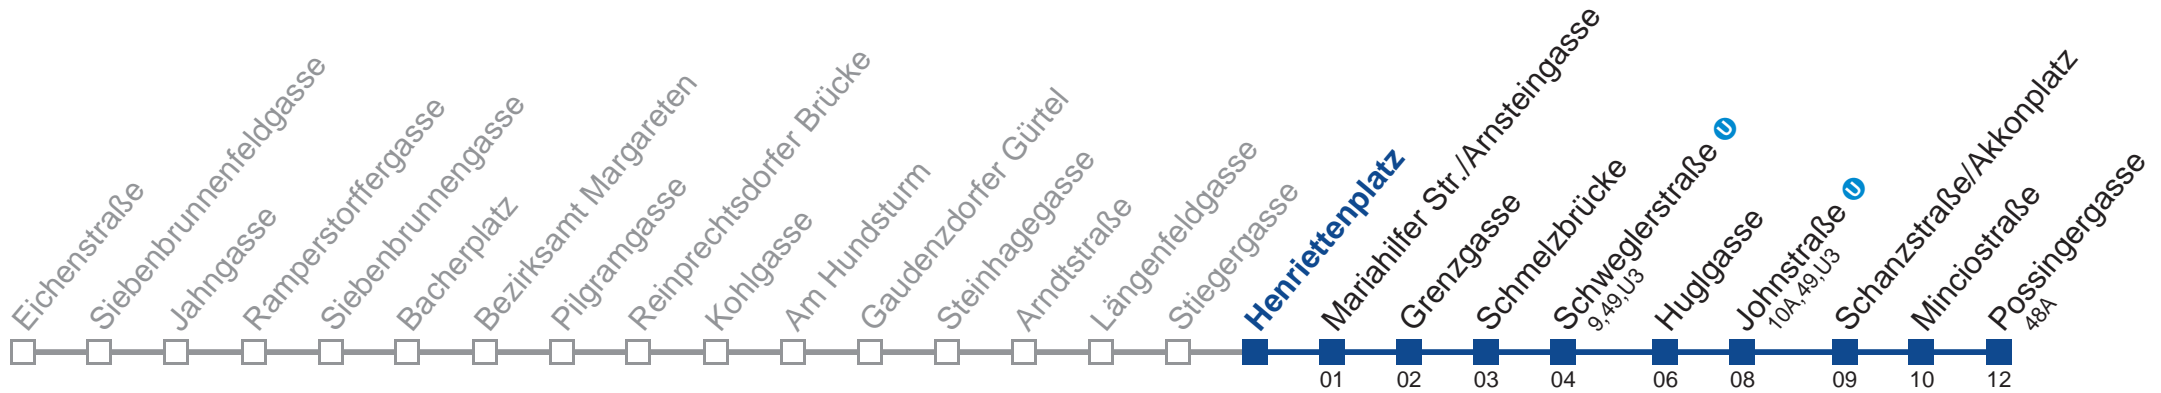 Eichenstraße
Siebenbrunnenfeldgasse
Jahngasse
Ramperstorffergasse
Siebenbrunnengasse
Bacherplatz
Bezirksamt Margareten
Pilgramgasse
Reinprechtsdorfer Brücke
Kohlgasse
Am Hundsturm
Gaudenzdorfer Gürtel
Steinhagegasse
Arndtstraße
Längenfeldgasse
Stiegergasse
Henriettenplatz
Mariahilfer Str./Arnsteingasse
01
Grenzgasse
02
Schmelzbrücke
03
Schweglerstraße U
9,49,U3
04
Huglgasse
06
Johnstraße U
10A,49,U3
08
Schanzstraße/Akkonplatz
09
Minciostraße
10
Possingergasse
48A
12